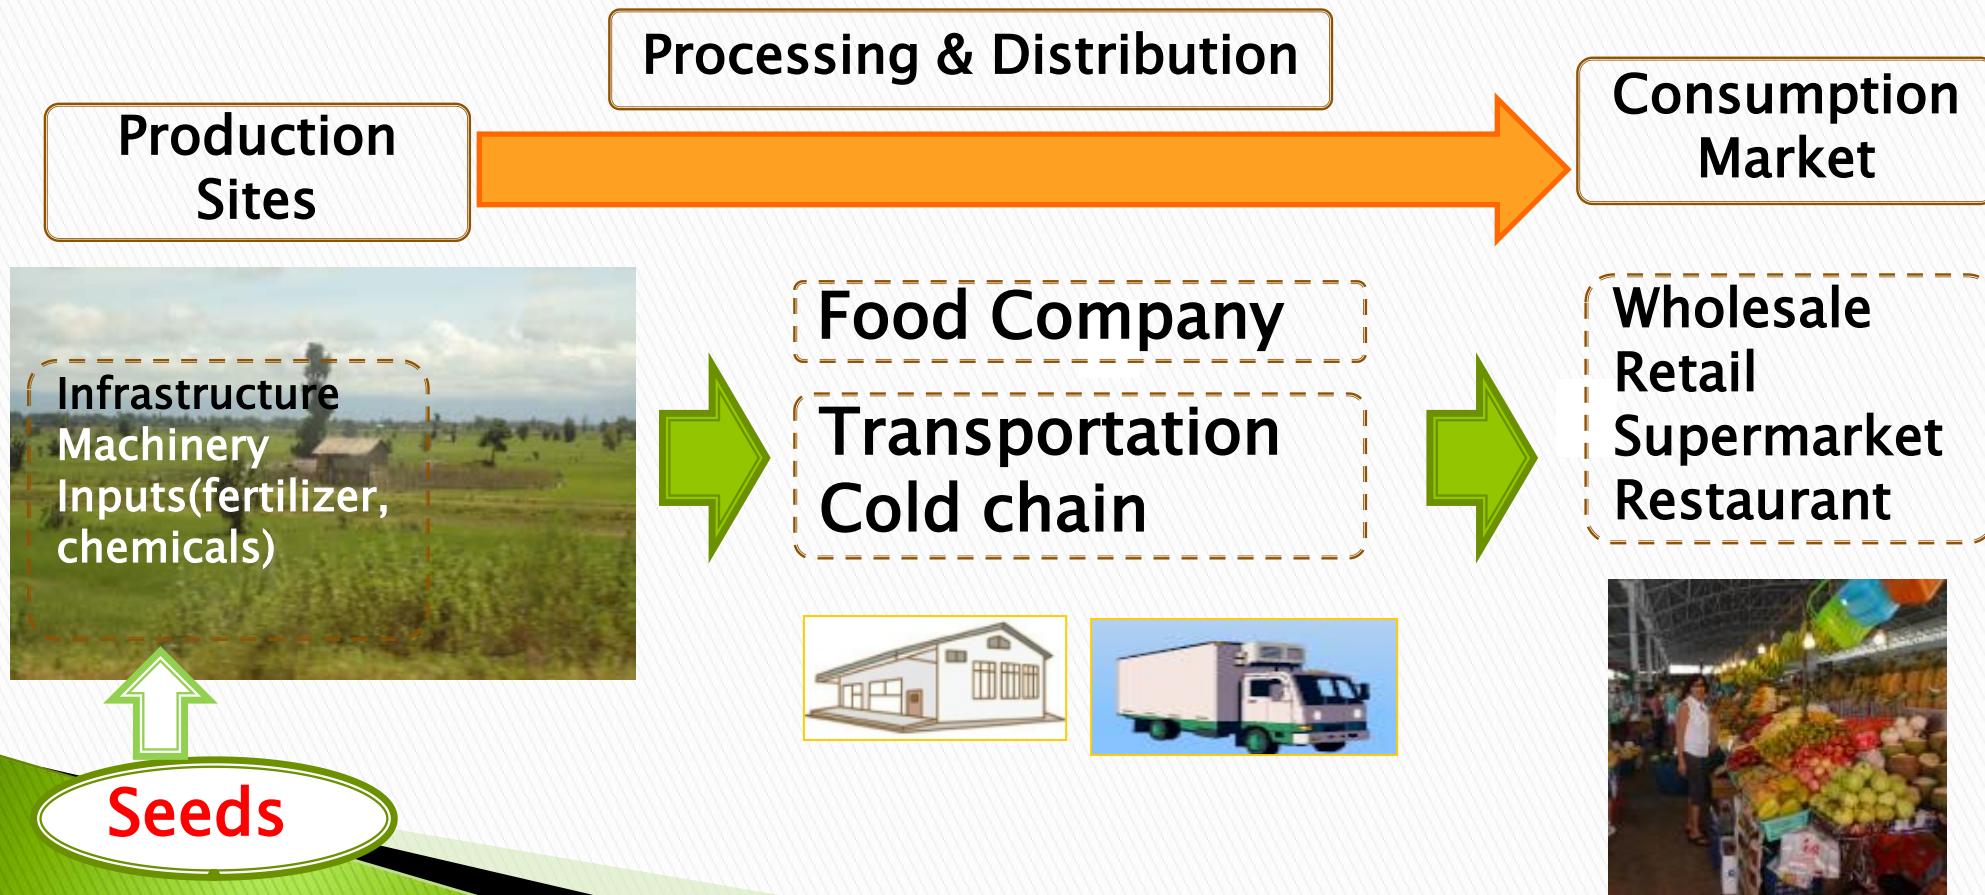 Processing & Distribution
Production
Sites
Consumption
Market
Infrastructure
Machinery
Inputs(fertilizer,
chemicals)
Food Company
Transportation
Cold chain
Wholesale
Retail
Supermarket
Restaurant
Seeds